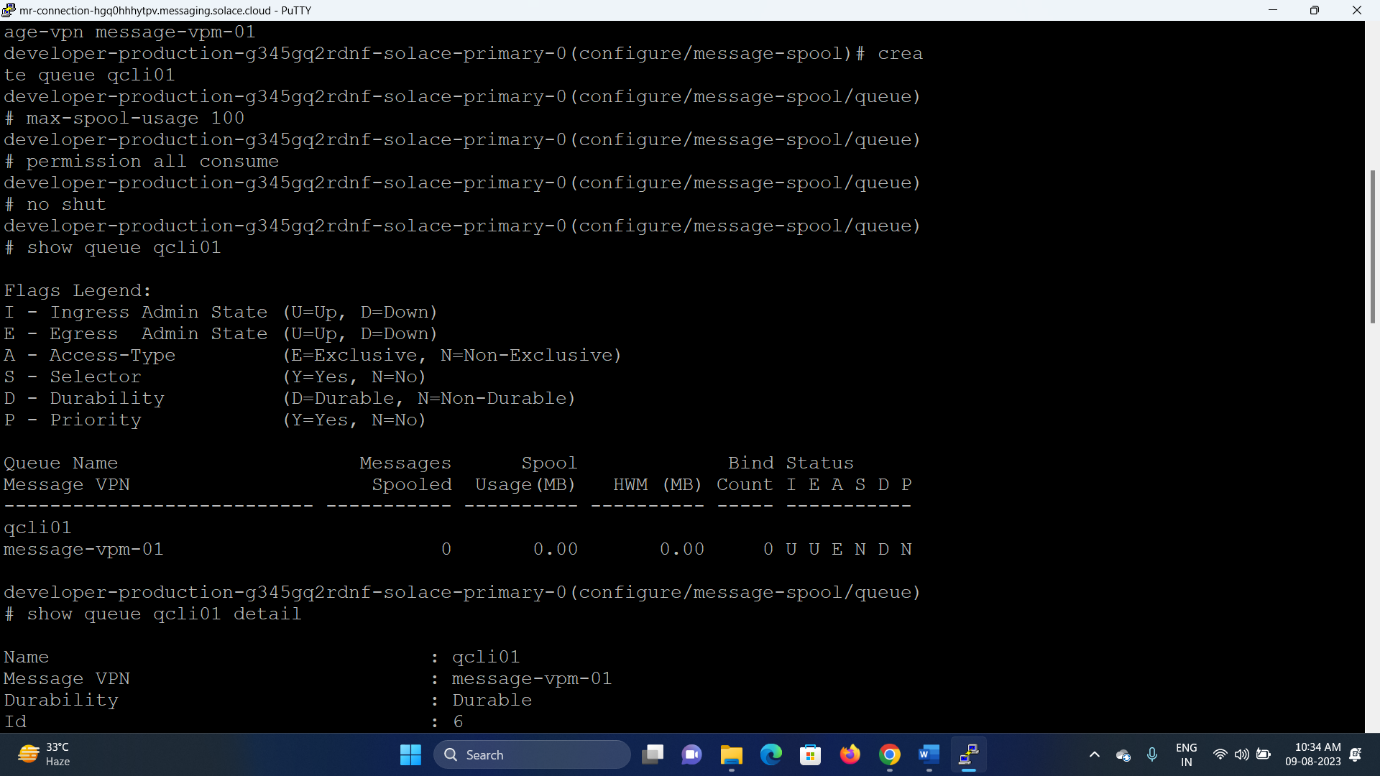 mr-connection-hgq0hhhytpv.messaging.solace.cloud - PuTTY
age-vpn message-vpm-01
developer-production-g345gq2rdnf-solace-primary-0(configure/message-spool)# crea
te queue qcli01
developer-production-g345gq2rdnf-solace-primary-0(configure/message-spool/queue)
# max-spool-usage 100
developer-production-g345gq2rdnf-solace-primary-0(configure/message-spool/queue)
# permission all consume
developer-production-g345gq2rdnf-solace-primary-0(configure/message-spool/queue)
# no shut
developer-production-g345gq2rdnf-solace-primary-0(configure/message-spool/queue)
# show queue qcli01
Flags Legend:
I - Ingress Admin State (U=Up, D=Down)
E - Egress  Admin State (U=Up, D=Down)
A - Access-Type         (E=Exclusive, N=Non-Exclusive)
S - Selector            (Y=Yes, N=No)
D - Durability          (D=Durable, N=Non-Durable)
P - Priority            (Y=Yes, N=No)
Queue Name                     Messages      Spool             Bind Status
Message VPN                     Spooled  Usage(MB)   HWM (MB) Count I E A S D P
--------------------------- ----------- ---------- ---------- ----- -----------
qcli01
message-vpm-01                        0       0.00       0.00     0 U U E N D N
developer-production-g345gq2rdnf-solace-primary-0(configure/message-spool/queue)
# show queue qcli01 detail
Name                                 : qcli01
Message VPN                          : message-vpm-01
Durability                           : Durable
Id                                   : 6
33°C
Haze
Search
ENG
IN
10:34 AM
09-08-2023